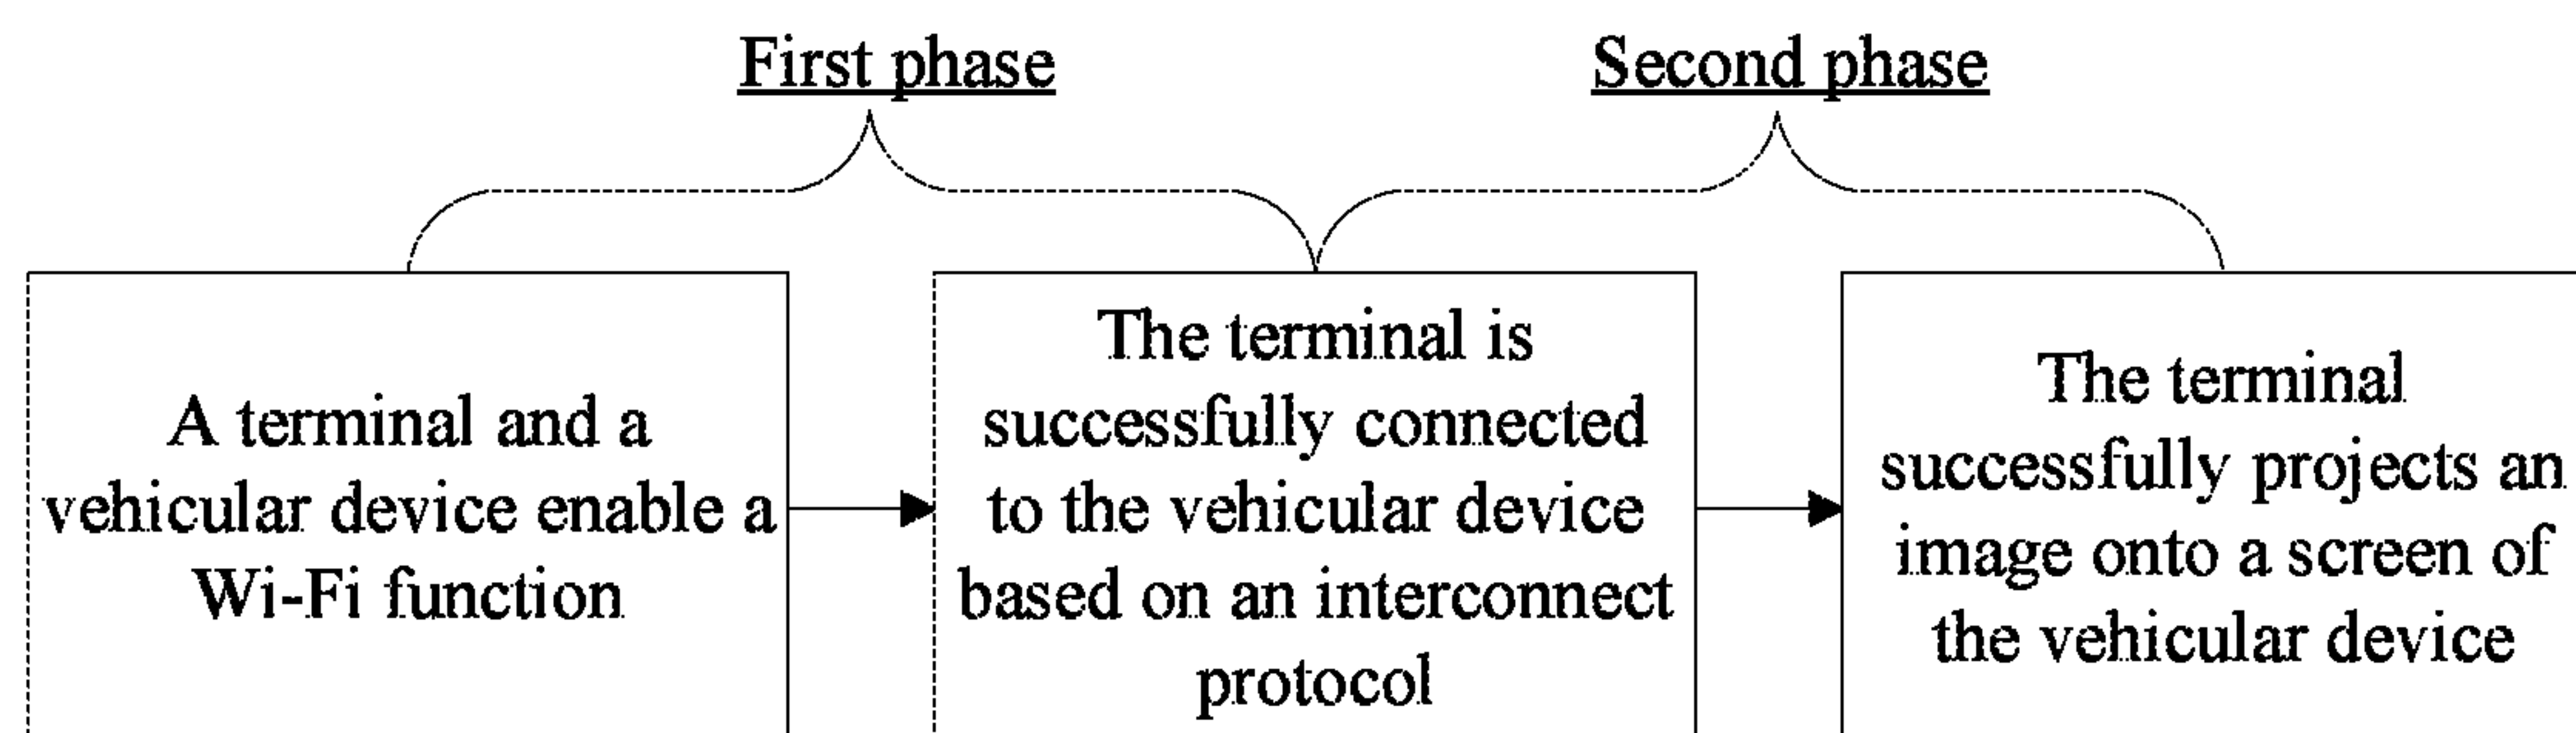 First phase
Second phase
A terminal and a
vehicular device enable a
Wi-Fi function
The terminal is
successfully connected
to the vehicular device
based on an interconnect
protocol
The terminal
successfully projects an
image onto a screen of
the vehicular device